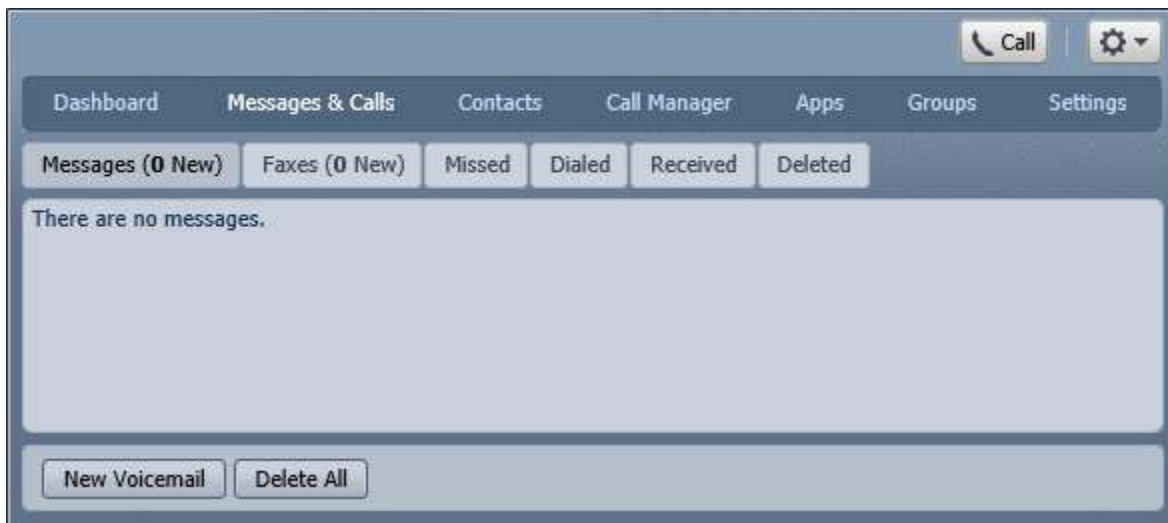 Call
Dashboard Messages & Calls Contacts Call Manager Apps Groups Settings
Messages (0 New) Faxes (0 New) Missed Dialed Received Deleted
There are no messages.
New Voicemail Delete All